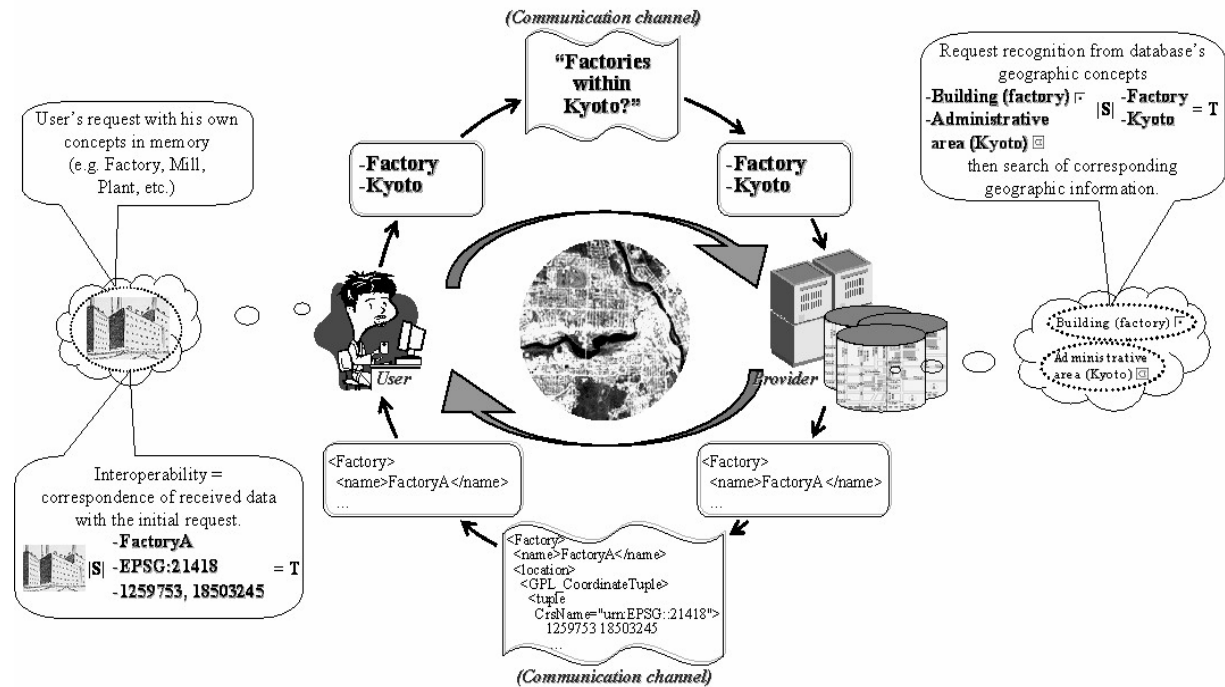 (Communication channel)
“Factories
within
Kyoto?”
User's request with his own
concepts in memory
(e.g. Factory, Mill,
Plant, etc.)
-Factory
-Kyoto
-Factory
-Kyoto
Request recognition from database's
geographic concepts
-Building (factory) |S| -Factory = T
-Administrative -Kyoto
area (Kyoto)
then search of corresponding
geographic information.
User
Provider
Building (factory)
Administrative
area (Kyoto)
Interoperability =
correspondence of received data
with the initial request.
-FactoryA
|S| -EPSG:21418 = T
-1259753, 18503245
<Factory>
<name>FactoryA</name>
...
<Factory>
<name>FactoryA</name>
...
<Factory>
<name>FactoryA</name>
<location>
<GPL_CoordinateTuple>
<tuple
CrsName="urn:EPSG::21418">
1259753 18503245
...
(Communication channel)